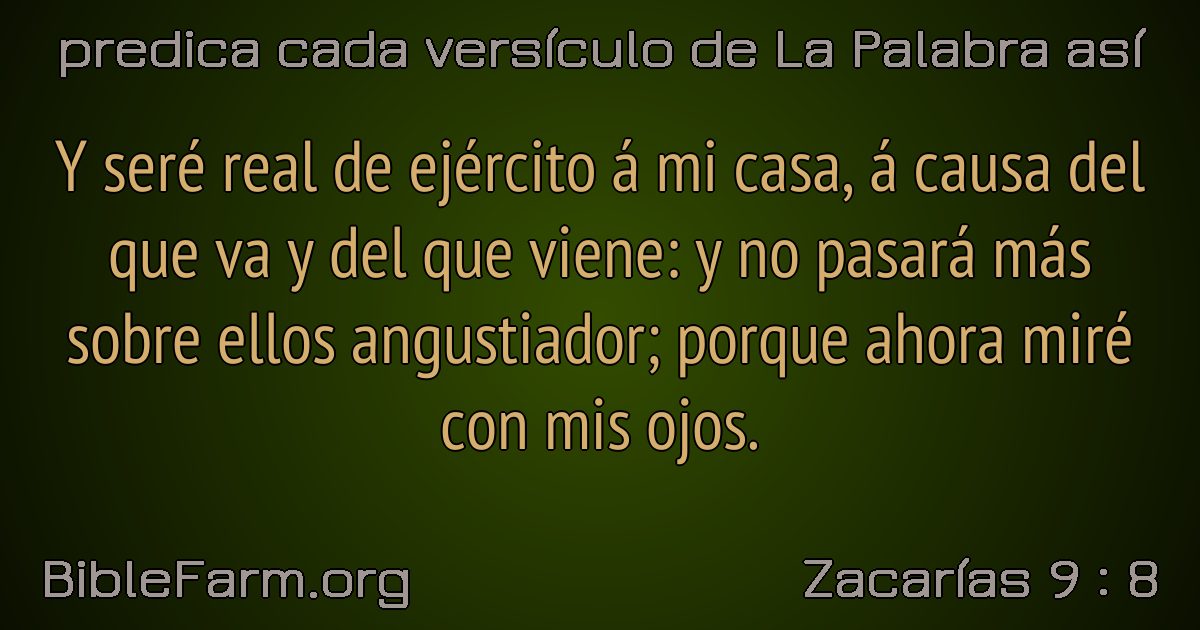 predica cada versículo de La Palabra así
Y seré real de ejército á mi casa, á causa del
que va y del que viene: y no pasará más
sobre ellos angustiador; porque ahora miré
con mis ojos.
BibleFarm.org
Zacarías 9 : 8